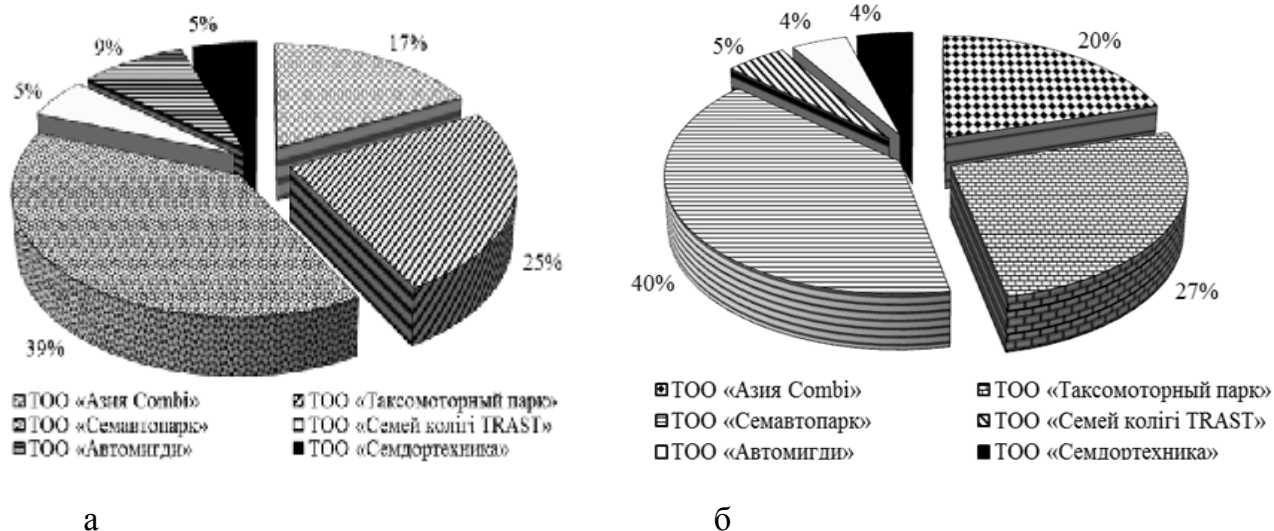 5%
9%
17%
5%
25%
39%
ТОО «Азия Combi»
ТОО «Таксомоторный парк»
ТОО «Семавтопарк»
ТОО «Семей колігі TRAST»
ТОО «Автомигди»
ТОО «Семдортехника»
а
4%
4%
5%
20%
40%
27%
ТОО «Азия Combi»
ТОО «Таксомоторный парк»
ТОО «Семавтопарк»
ТОО «Семей колігі TRAST»
ТОО «Автомигди»
ТОО «Семдортехника»
б